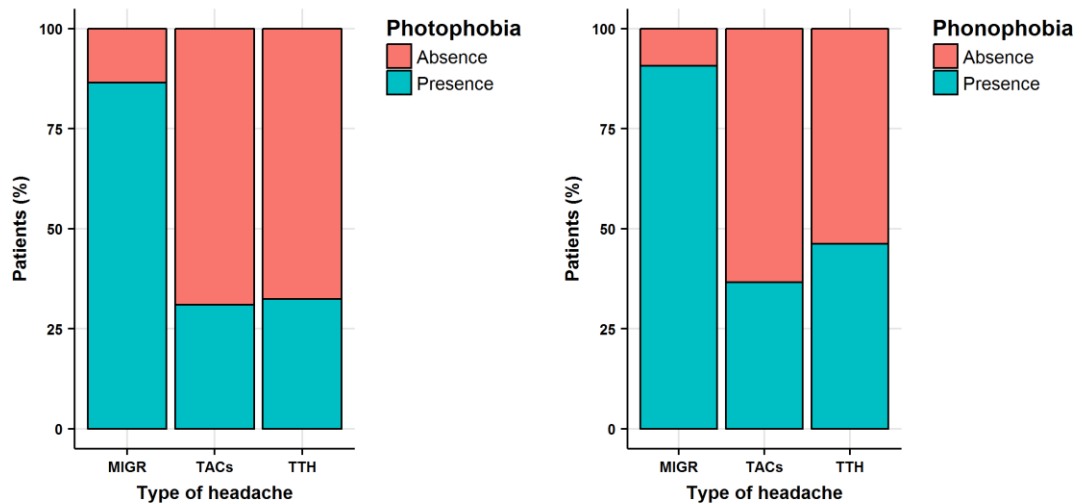 Photophobia
Absence
Presence
Patients (%)
100
75
50
25
0
MIGR TACs TTH
Type of headache
Phonophobia
Absence
Presence
Patients (%)
100
75
50
25
0
MIGR TACs TTH
Type of headache